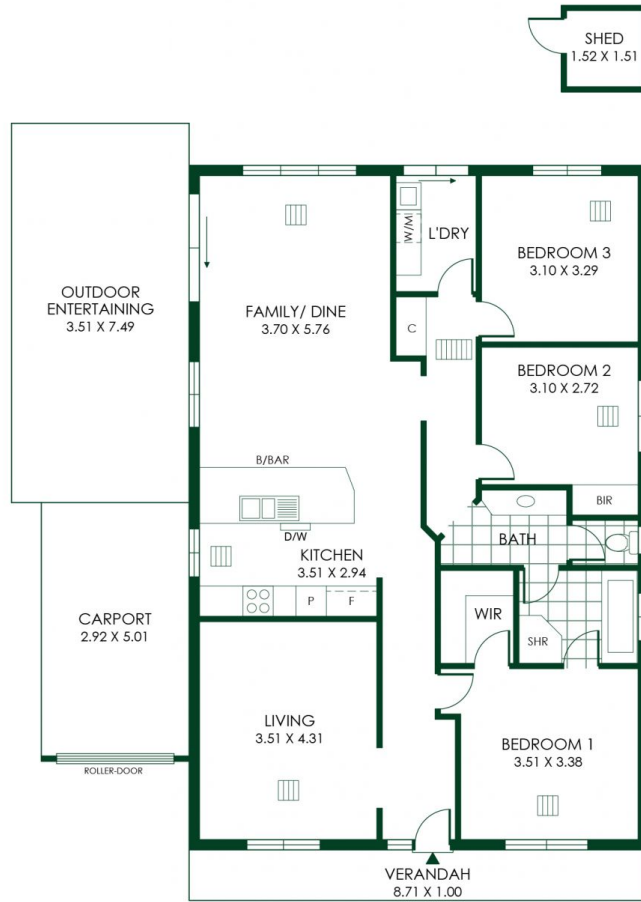 SHED
1.52 X 1.51
W/M
L'DRY
BEDROOM 3
3.10 X 3.29
OUTDOOR
ENTERTAINING
3.51 X 7.49
FAMILY/ DINE
3.70 X 5.76
C
BEDROOM 2
3.10 X 2.72
B/BAR
BIR
D/W
BATH
KITCHEN
3.51 X 2.94
P
F
CARPORT
2.92 X 5.01
WIR
SHR
LIVING
3.51 X 4.31
BEDROOM 1
3.51 X 3.38
ROLLER-DOOR
VERANDAH
8.71 X 1.00